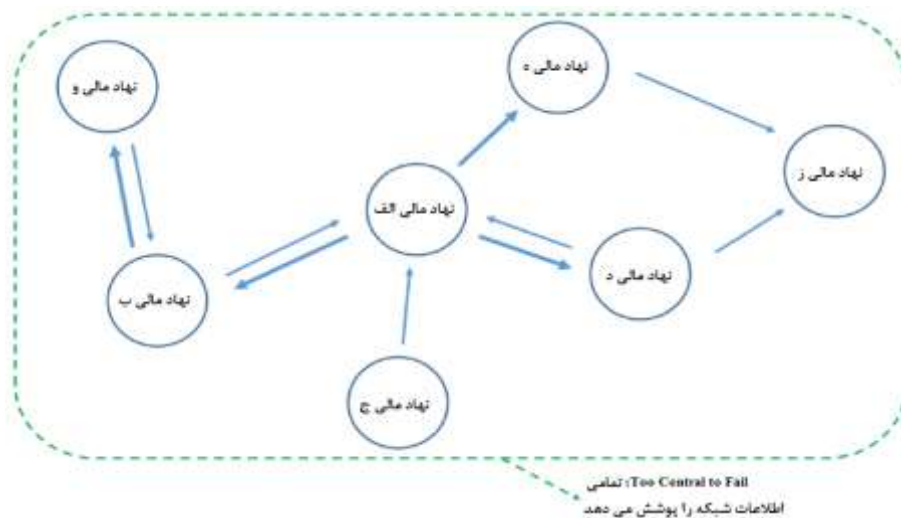 نهاد مالی و
نهاد مالی ه
نهاد مالی ز
نهاد مالی الف
نهاد مالی د
نهاد مالی ب
نهاد مالی ج
Too Central to Fail: تمامی
اطلاعات شبکه را پوشش می دهد